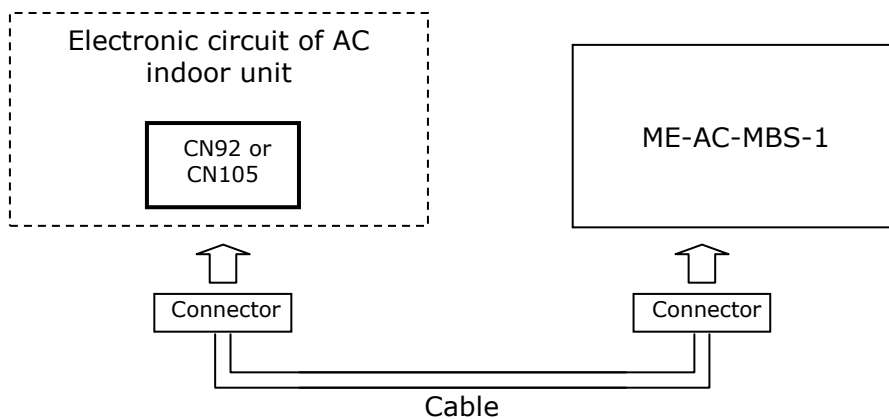 Electronic circuit of AC
indoor unit
CN92 or
CN105
ME-AC-MBS-1
Connector
Connector
Cable